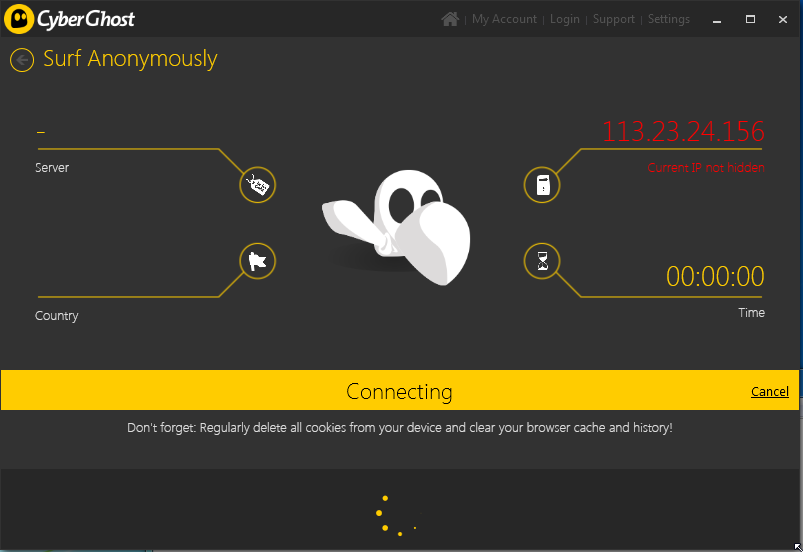 CyberGhost
My Account | Login | Support | Settings
Surf Anonymously
–
Server
113.23.24.156
Current IP not hidden
Country
00:00:00
Time
Connecting
Cancel
Don't forget: Regularly delete all cookies from your device and clear your browser cache and history!